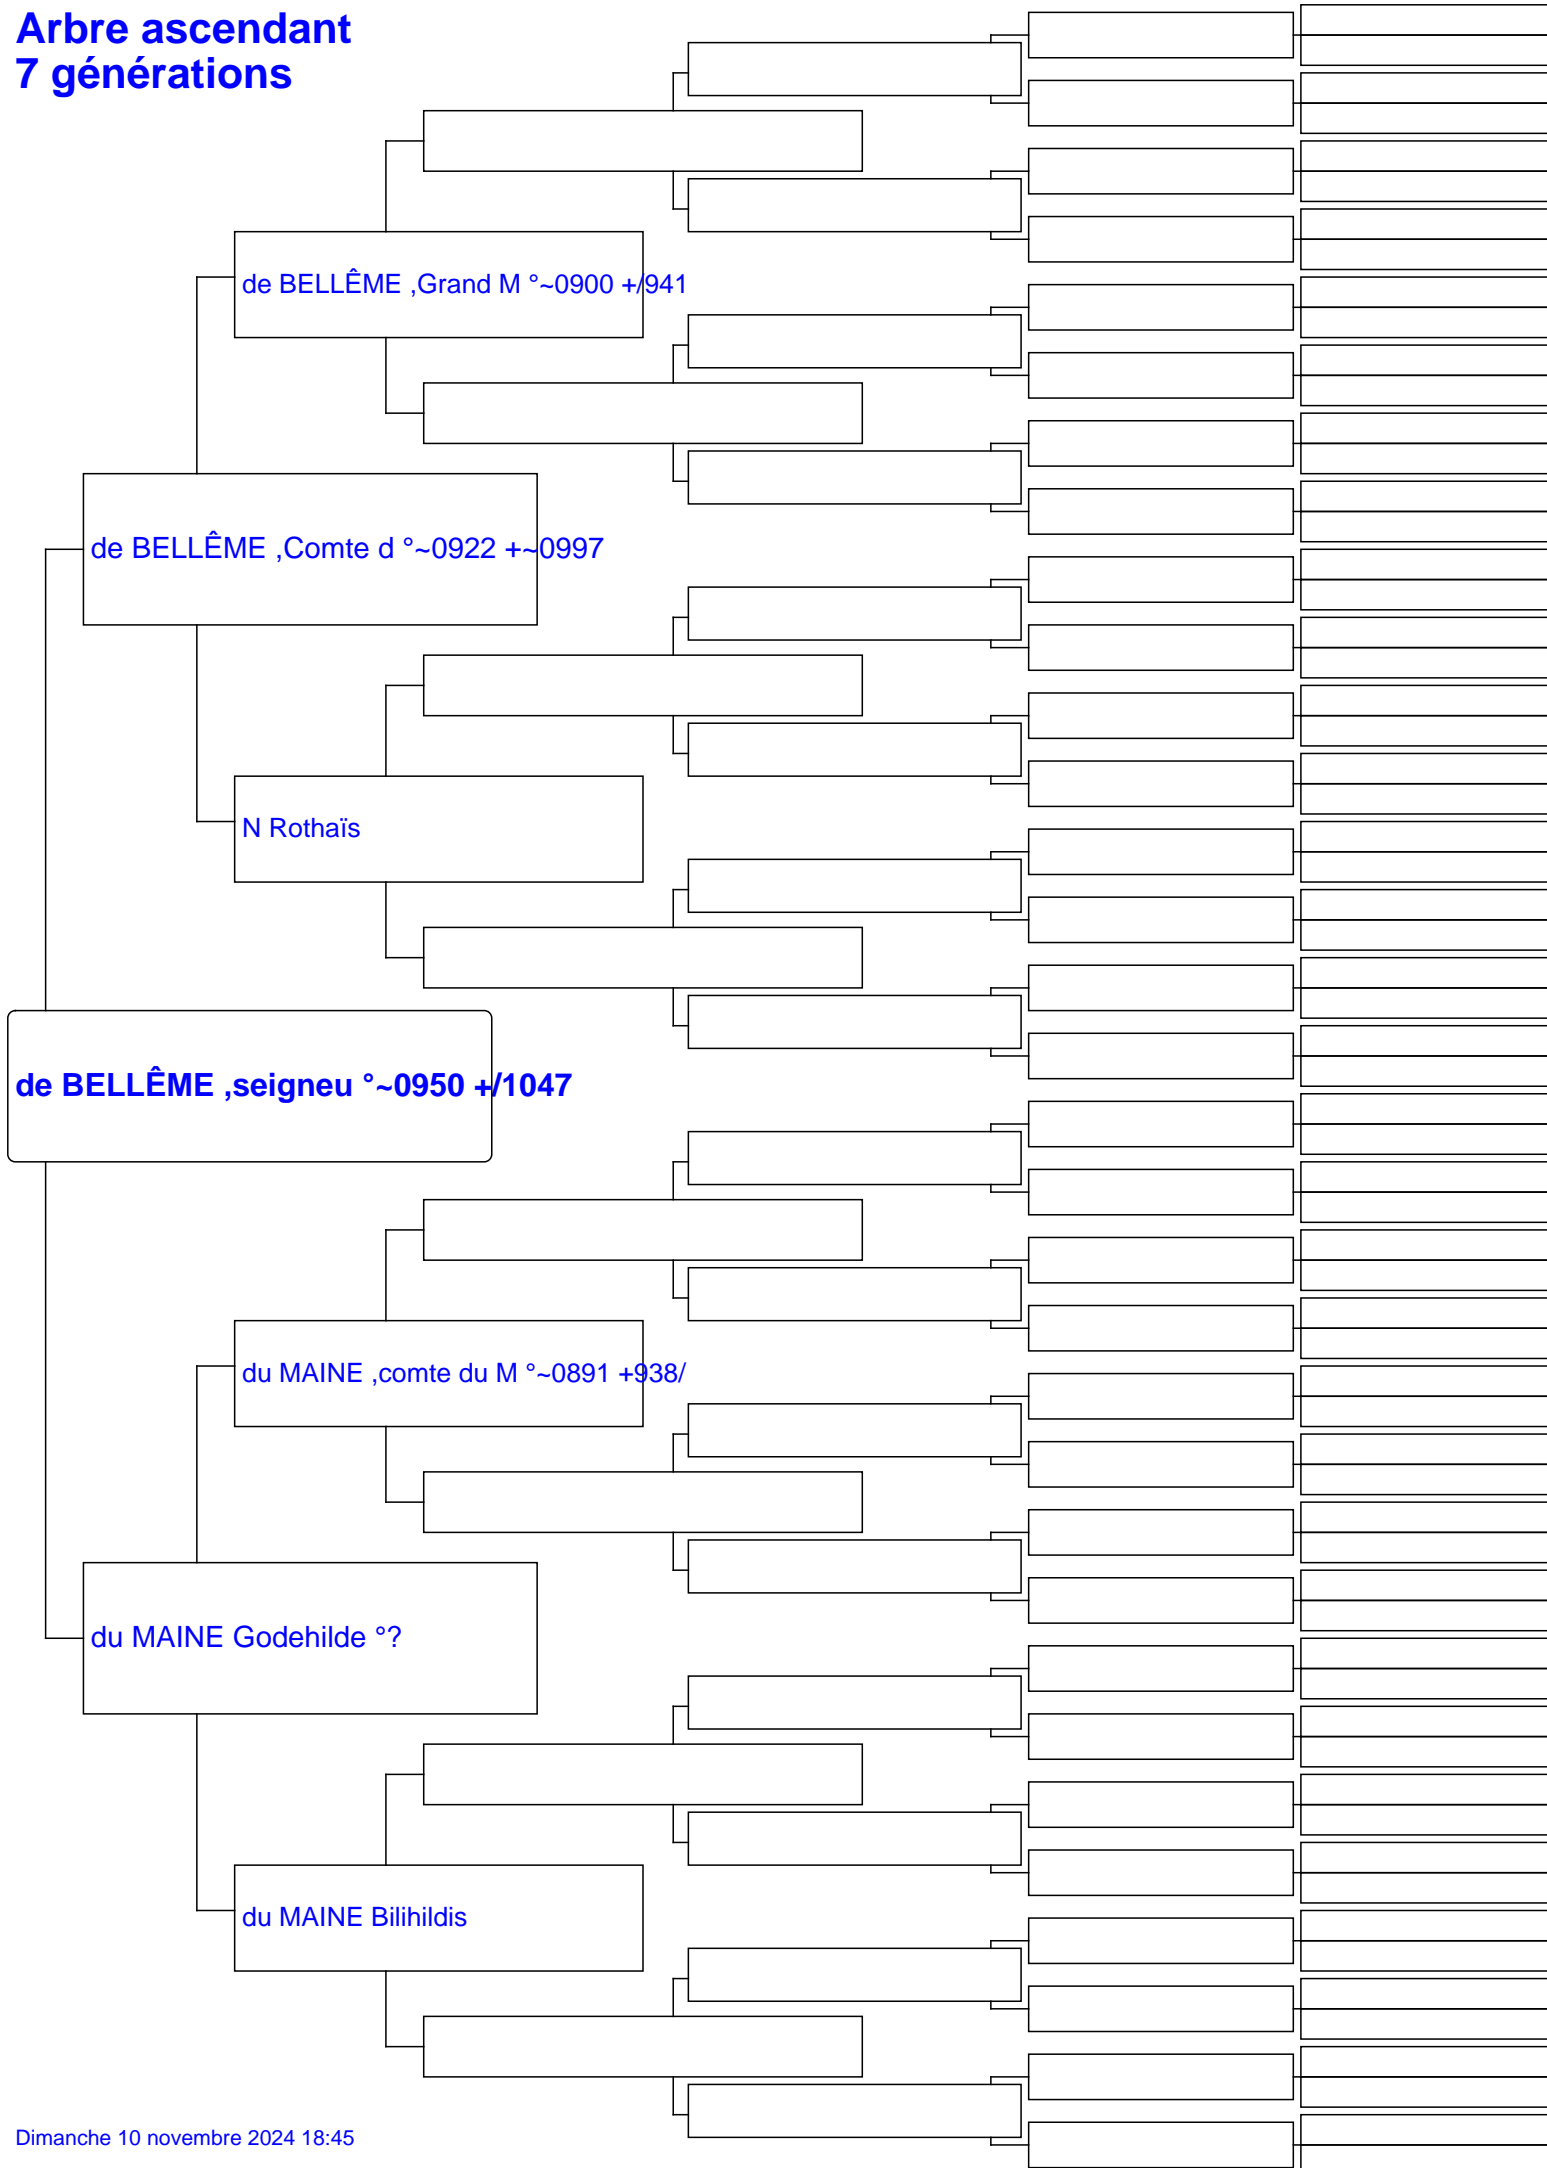 Arbre ascendant
7 générations
de BELLÊME ,Grand M °~0900 +/941
de BELLÊME ,Comte d °~0922 +~0997
N Rothaïs
de BELLÊME ,seigneu °~0950 +/1047
du MAINE ,comte du M °~0891 +938/
du MAINE Godehilde °?
du MAINE Bilihildis
Dimanche 10 novembre 2024 18:45